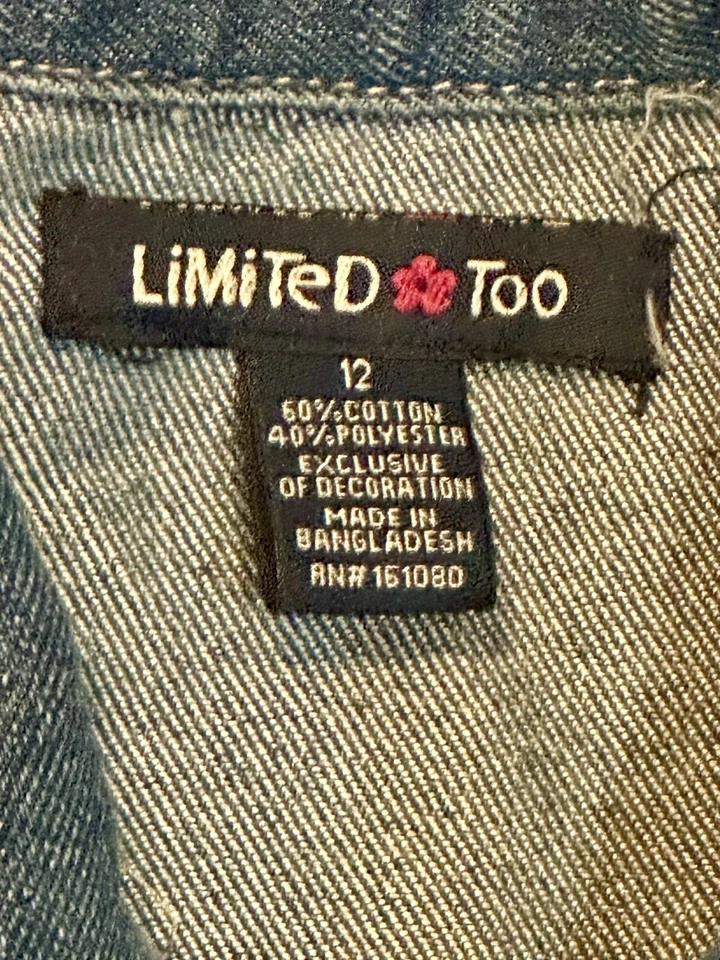 LiMiTeD TOO
12
60%COTTON
40%POLYESTER
EXCLUSIVE
OF DECORATION
MADE IN
BANGLADESH
RN# 161080